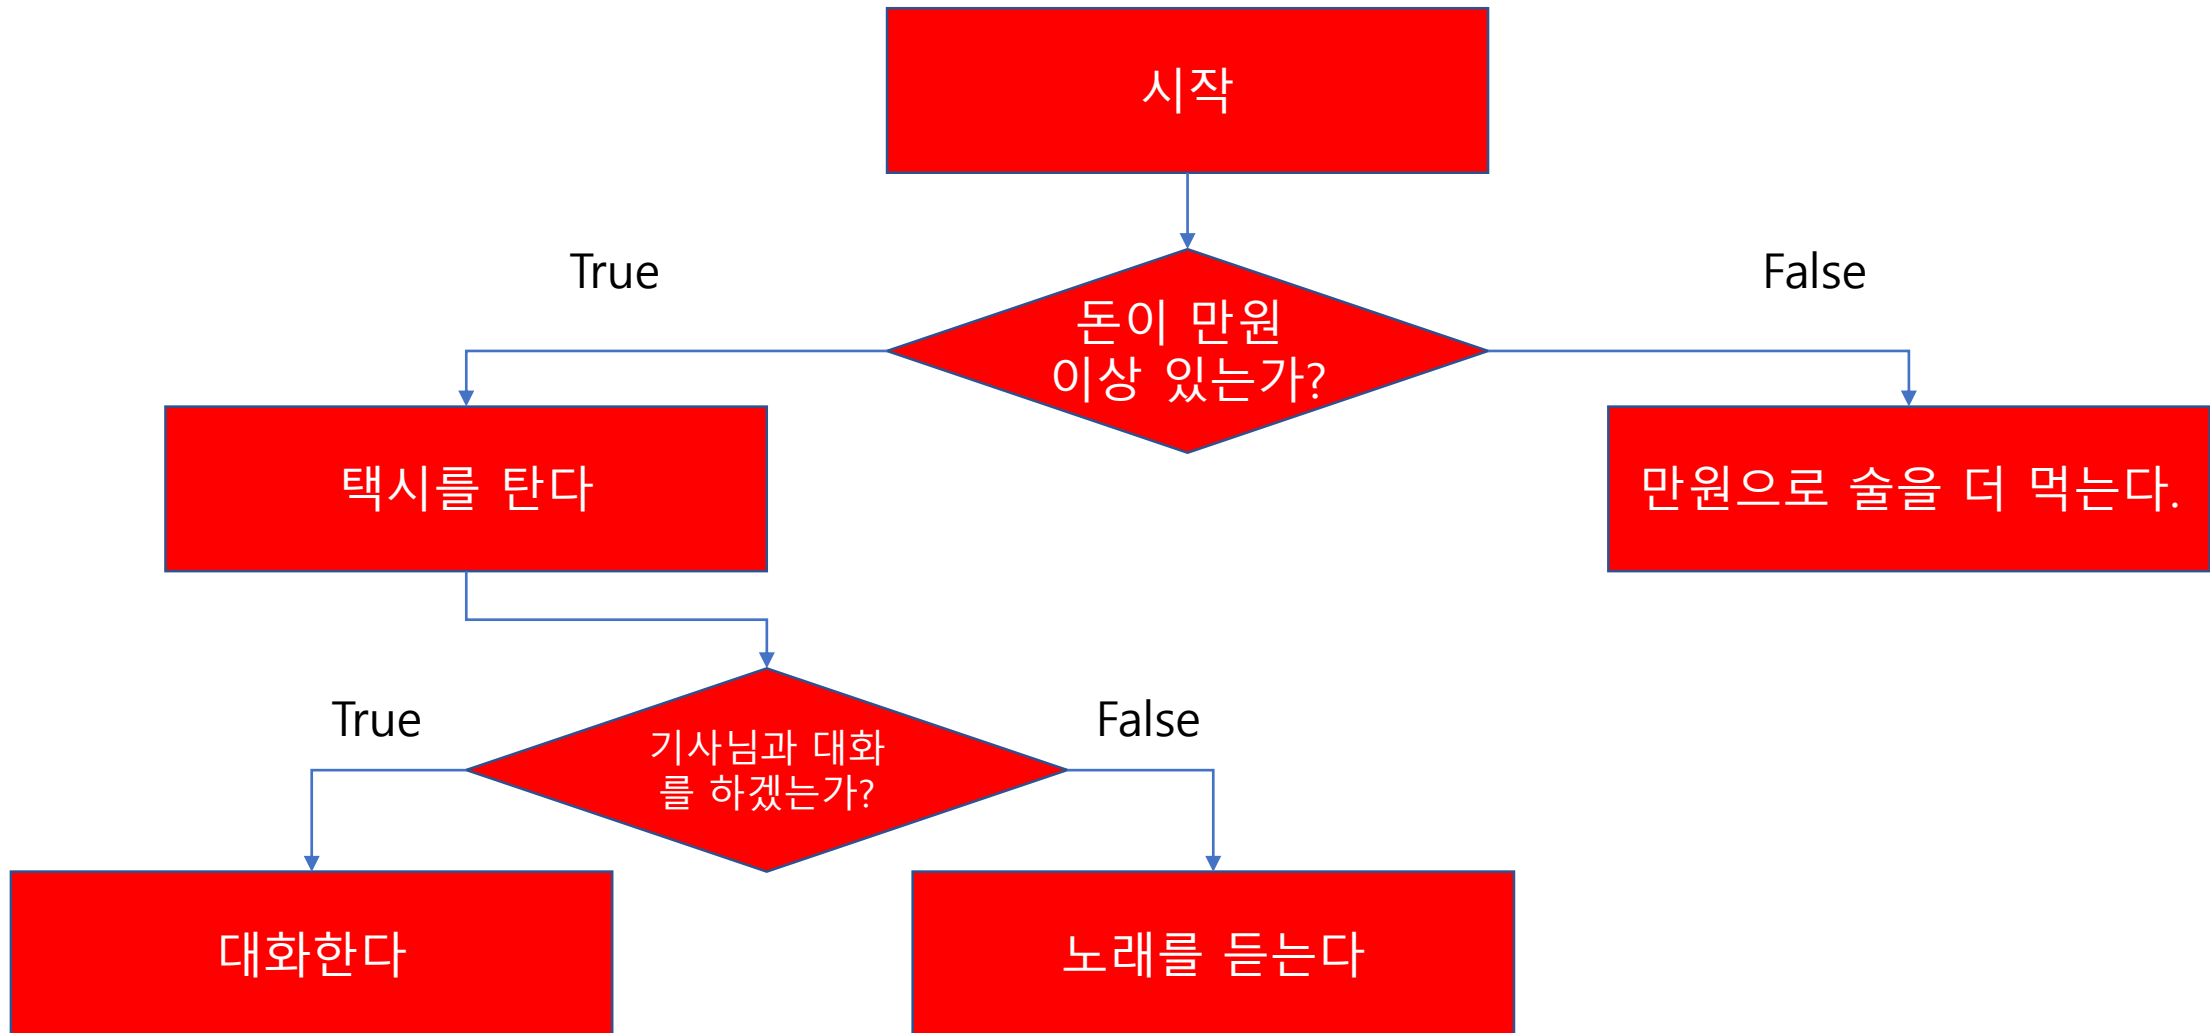 시작
True
False
돈이 만원
이상 있는가?
택시를 탄다
만원으로 술을 더 먹는다.
True
False
기사님과 대화
를 하겠는가?
대화한다
노래를 듣는다